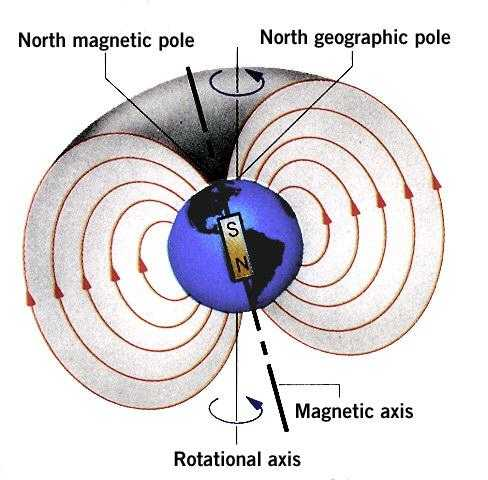 North magnetic pole
North geographic pole
S
N
Magnetic axis
Rotational axis